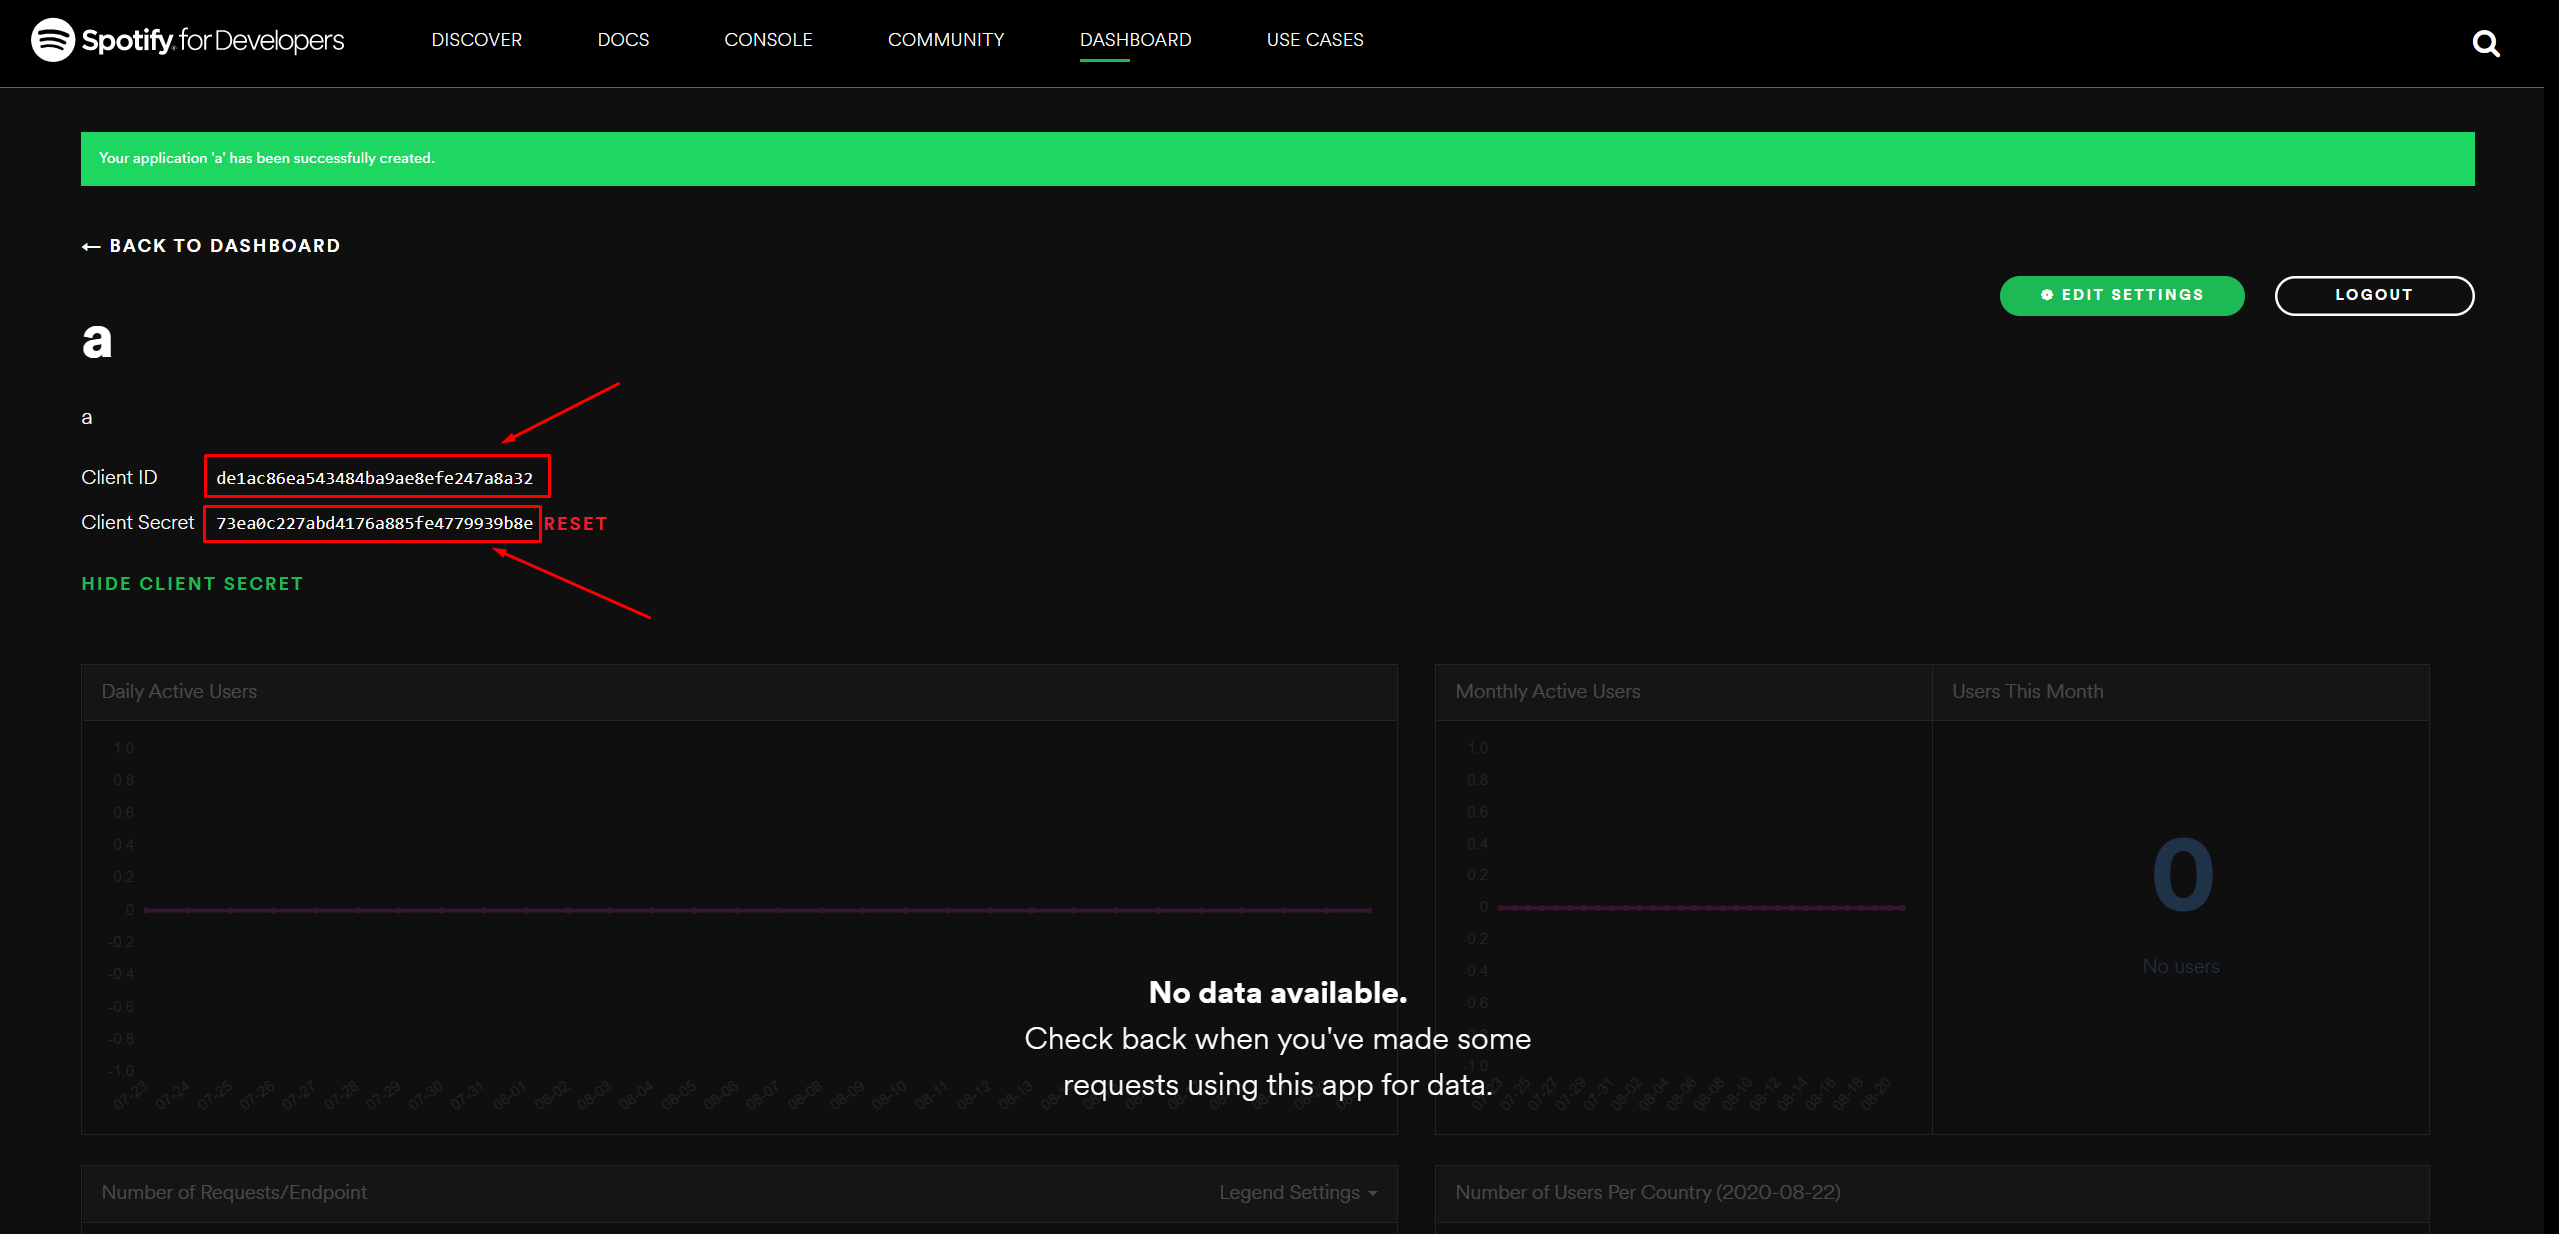 Spotify for Developers
DISCOVER
DOCS
CONSOLE
COMMUNITY
DASHBOARD
USE CASES
Your application 'a' has been successfully created.
← BACK TO DASHBOARD
EDIT SETTINGS
LOGOUT
a
a
Client ID de1ac86ea543484ba9ae8efe247a8a32
Client Secret 73ea0c227abd4176a885fe4779939b8e RESET
HIDE CLIENT SECRET
Daily Active Users
1.0
0.8
0.6
0.4
0.2
0
-0.2
-0.4
-0.6
-0.8
-1.0
07-23 07-24 07-25 07-26 07-27 07-28 07-29 07-30 07-31 08-01 08-02 08-03 08-04 08-05 08-06 08-07 08-08 08-09 08-10 08-11 08-12 08-13
Monthly Active Users
1.0
0.8
0.6
0.4
0.2
0
-0.2
-0.4
-0.6
-1.0
07-25 07-27 07-29 07-31 08-02 08-04 08-06 08-08 08-10 08-12 08-14 08-16 08-18 08-20
Users This Month
0
No users
No data available.
Check back when you've made some
requests using this app for data.
Number of Requests/Endpoint
Legend Settings
Number of Users Per Country (2020-08-22)